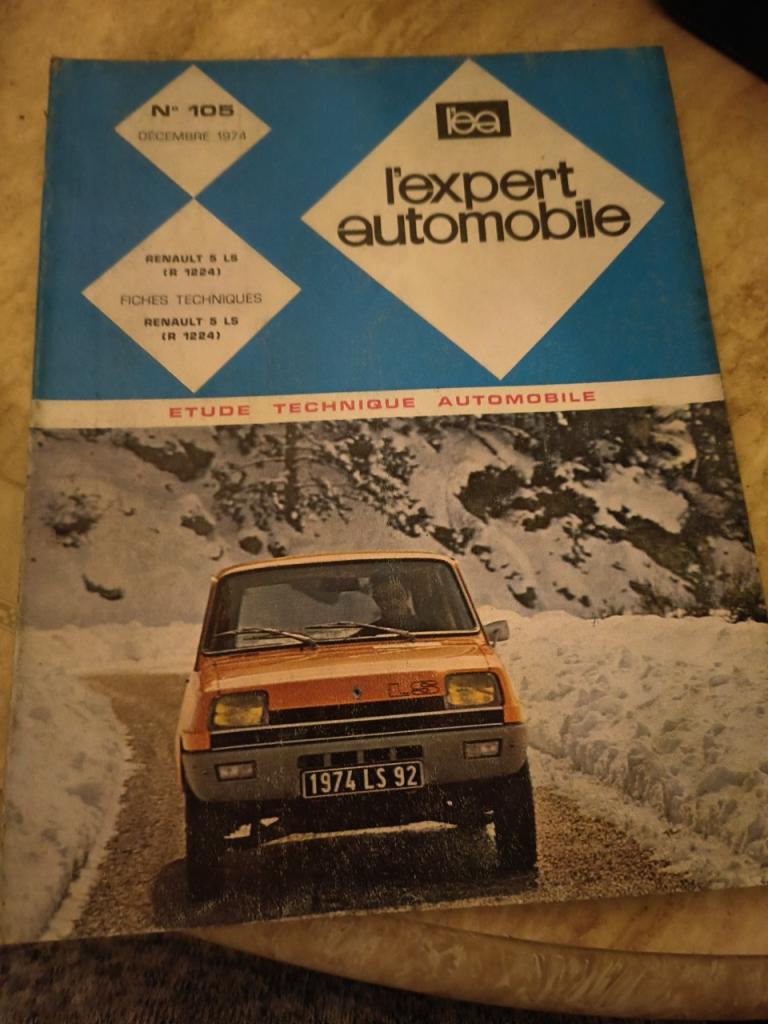 N° 105
DÉCEMBRE 1974
l'ea
l'expert
automobile
RENAULT 5 LS
(R 1224)
FICHES TECHNIQUES
RENAULT 5 LS
(R 1224)
ETUDE TECHNIQUE AUTOMOBILE
LS
1974 LS 92